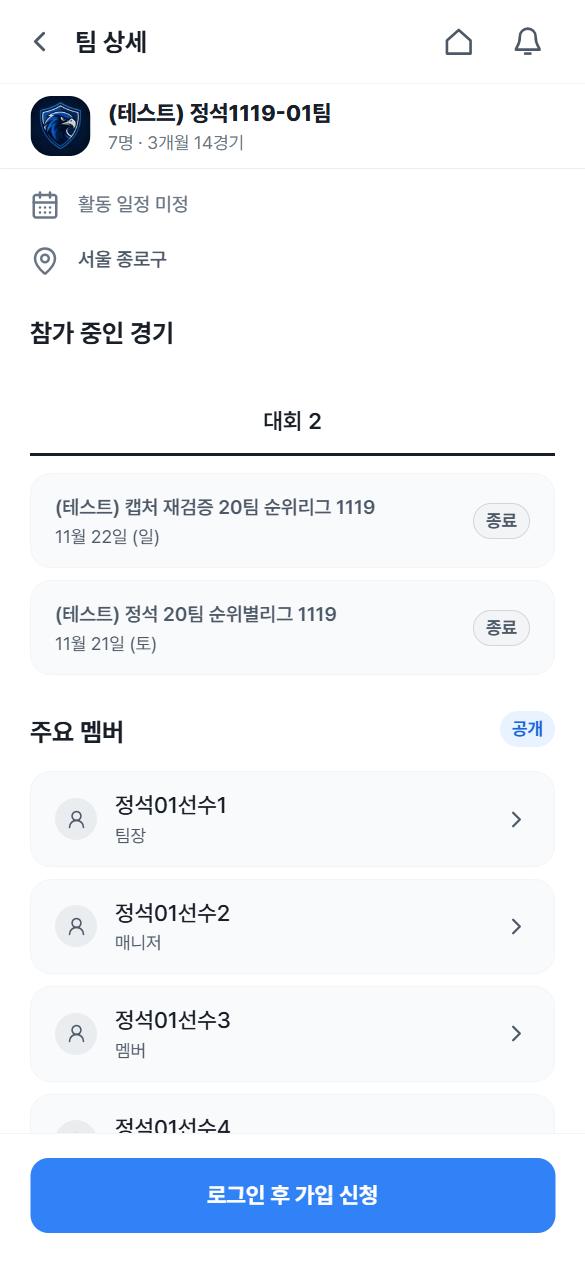 팀 상세
(테스트) 정석1119-01팀
7명 · 3개월 14경기
활동 일정 미정
서울 종로구
참가 중인 경기
대회 2
(테스트) 캡처 재검증 20팀 순위리그 1119
11월 22일 (일)
종료
(테스트) 정석 20팀 순위별리그 1119
11월 21일 (토)
종료
주요 멤버
공개
정석01선수1
팀장
정석01선수2
매니저
정석01선수3
멤버
정석01선수4
로그인 후 가입 신청